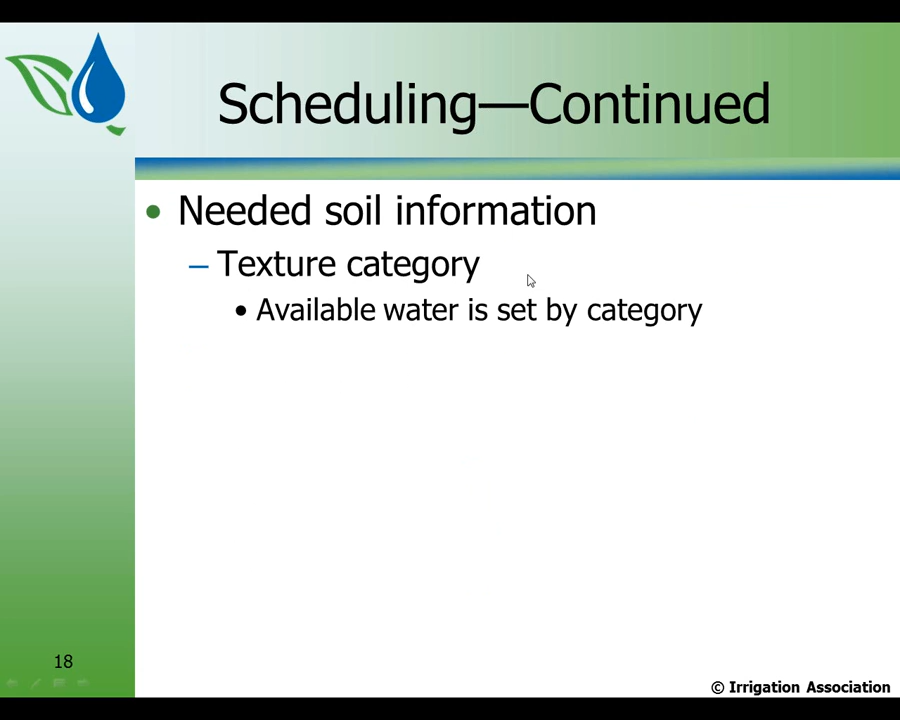 Scheduling—Continued
• Needed soil information
– Texture category
• Available water is set by category
18
© Irrigation Association